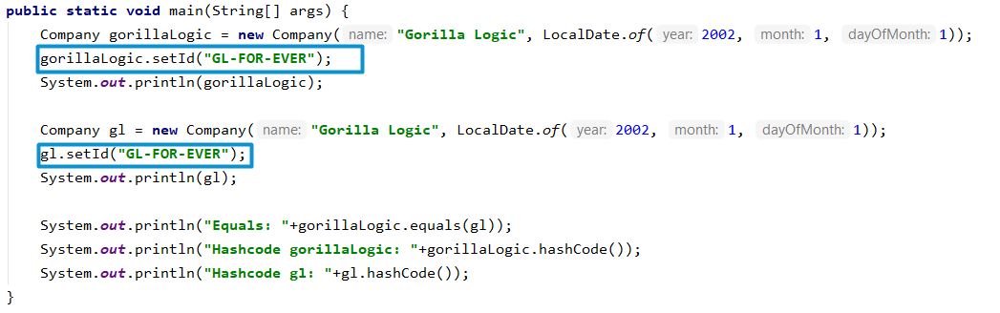 public static void main(String[] args) {
Company gorillaLogic = new Company( name: "Gorilla Logic", LocalDate.of( year: 2002, month: 1, dayOfMonth: 1));
gorillaLogic.setId("GL-FOR-EVER");
System.out.println(gorillaLogic);
Company gl = new Company( name: "Gorilla Logic", LocalDate.of( year: 2002, month: 1, dayOfMonth: 1));
gl.setId("GL-FOR-EVER");
System.out.println(gl);
System.out.println("Equals: "+gorillaLogic.equals(gl));
System.out.println("Hashcode gorillaLogic: "+gorillaLogic.hashCode());
System.out.println("Hashcode gl: "+gl.hashCode());
}